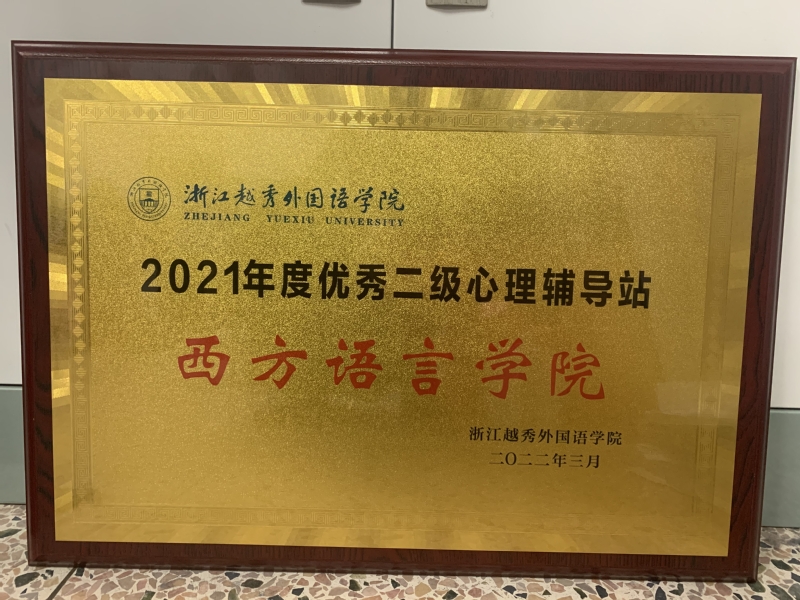 浙江越秀外国语学院
ZHEJIANG YUEXIU UNIVERSITY
2021年度优秀二级心理辅导站
西方语言学院
浙江越秀外国语学院
二〇二二年三月